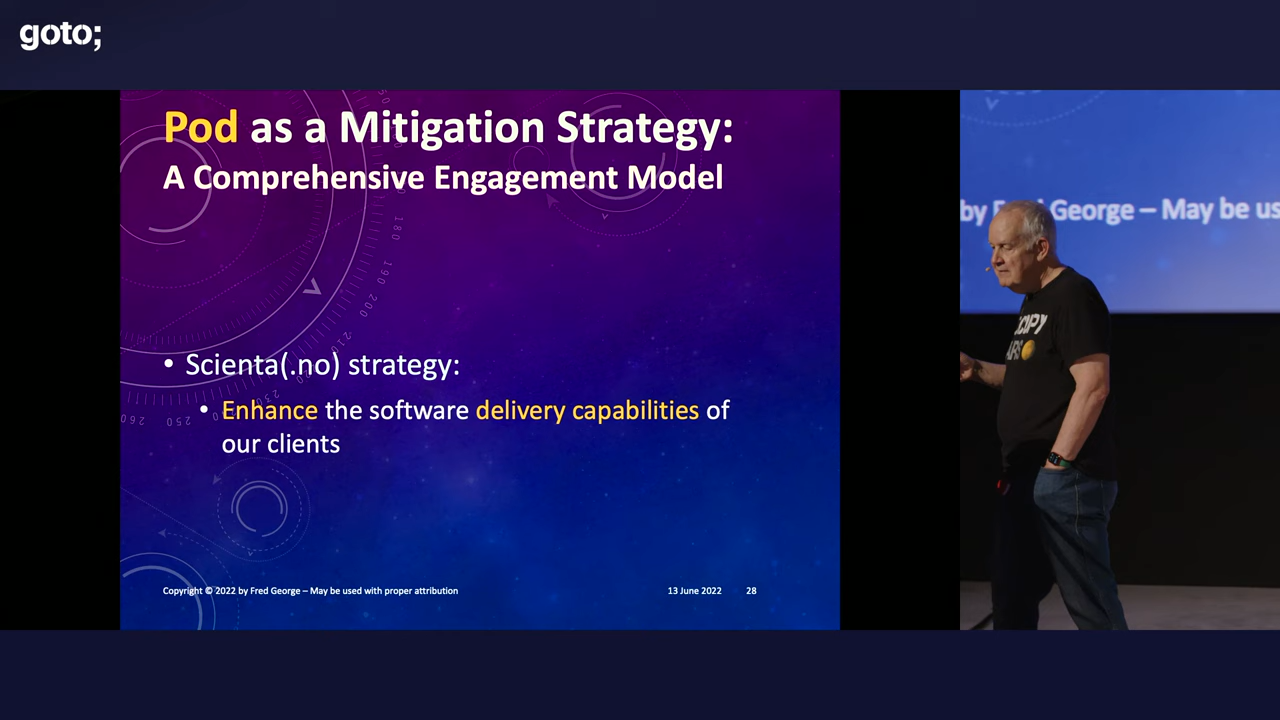 goto;
Pod as a Mitigation Strategy:
A Comprehensive Engagement Model
• Scienta(.no) strategy:
• Enhance the software delivery capabilities of
our clients
Copyright © 2022 by Fred George – May be used with proper attribution
13 June 2022
28
by Fred George – May be us